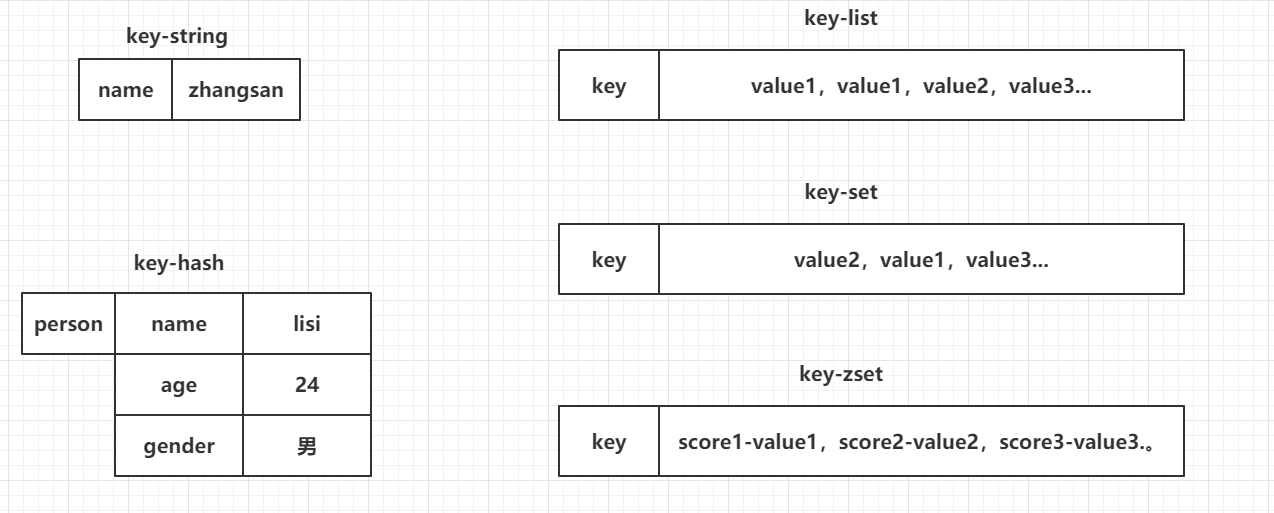 key-string
name zhangsan
key-hash
person name lisi
age 24
gender 男
key-list
key value1，value1，value2，value3...
key-set
key value2，value1，value3...
key-zset
key score1-value1，score2-value2，score3-value3.。